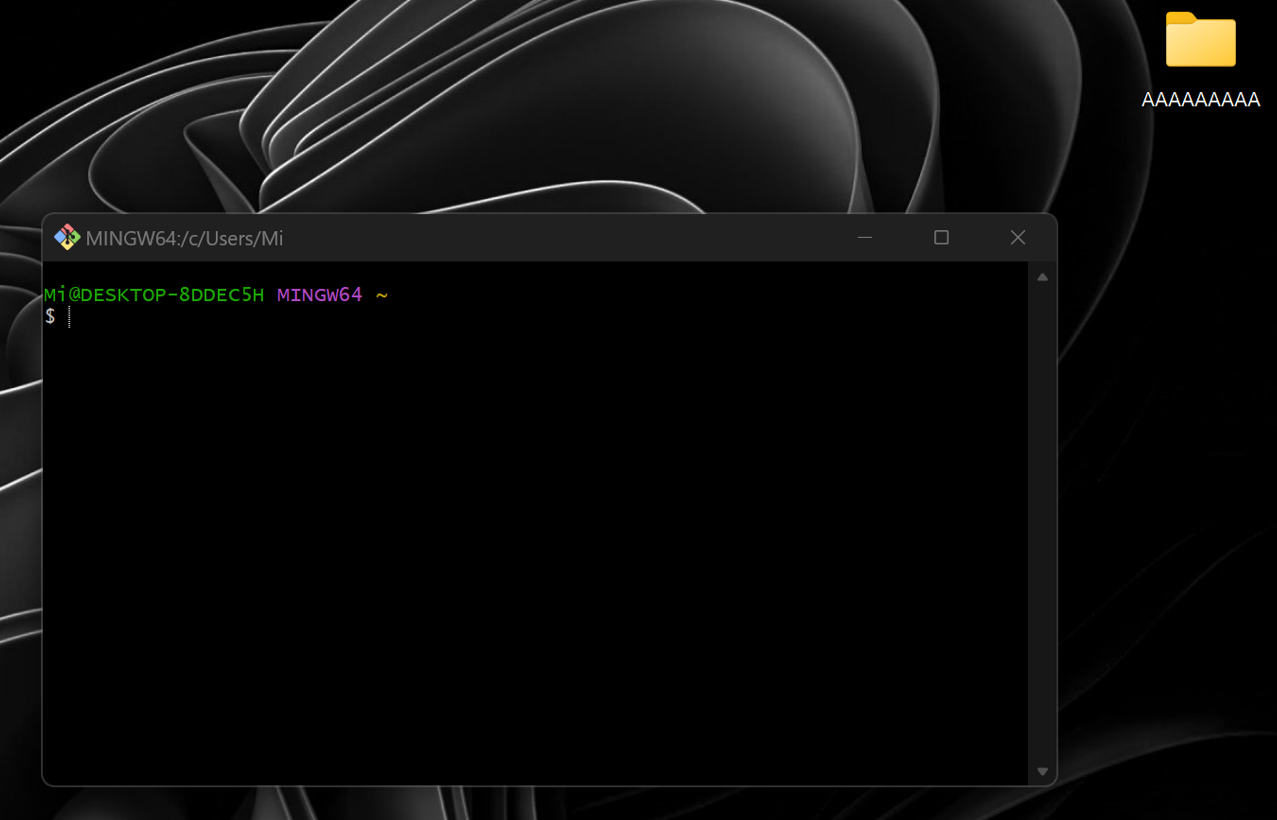 AAAAAAAAA
MINGW64:/c/Users/Mi
Mi@DESKTOP-8DDEC5H MINGW64 ~
$